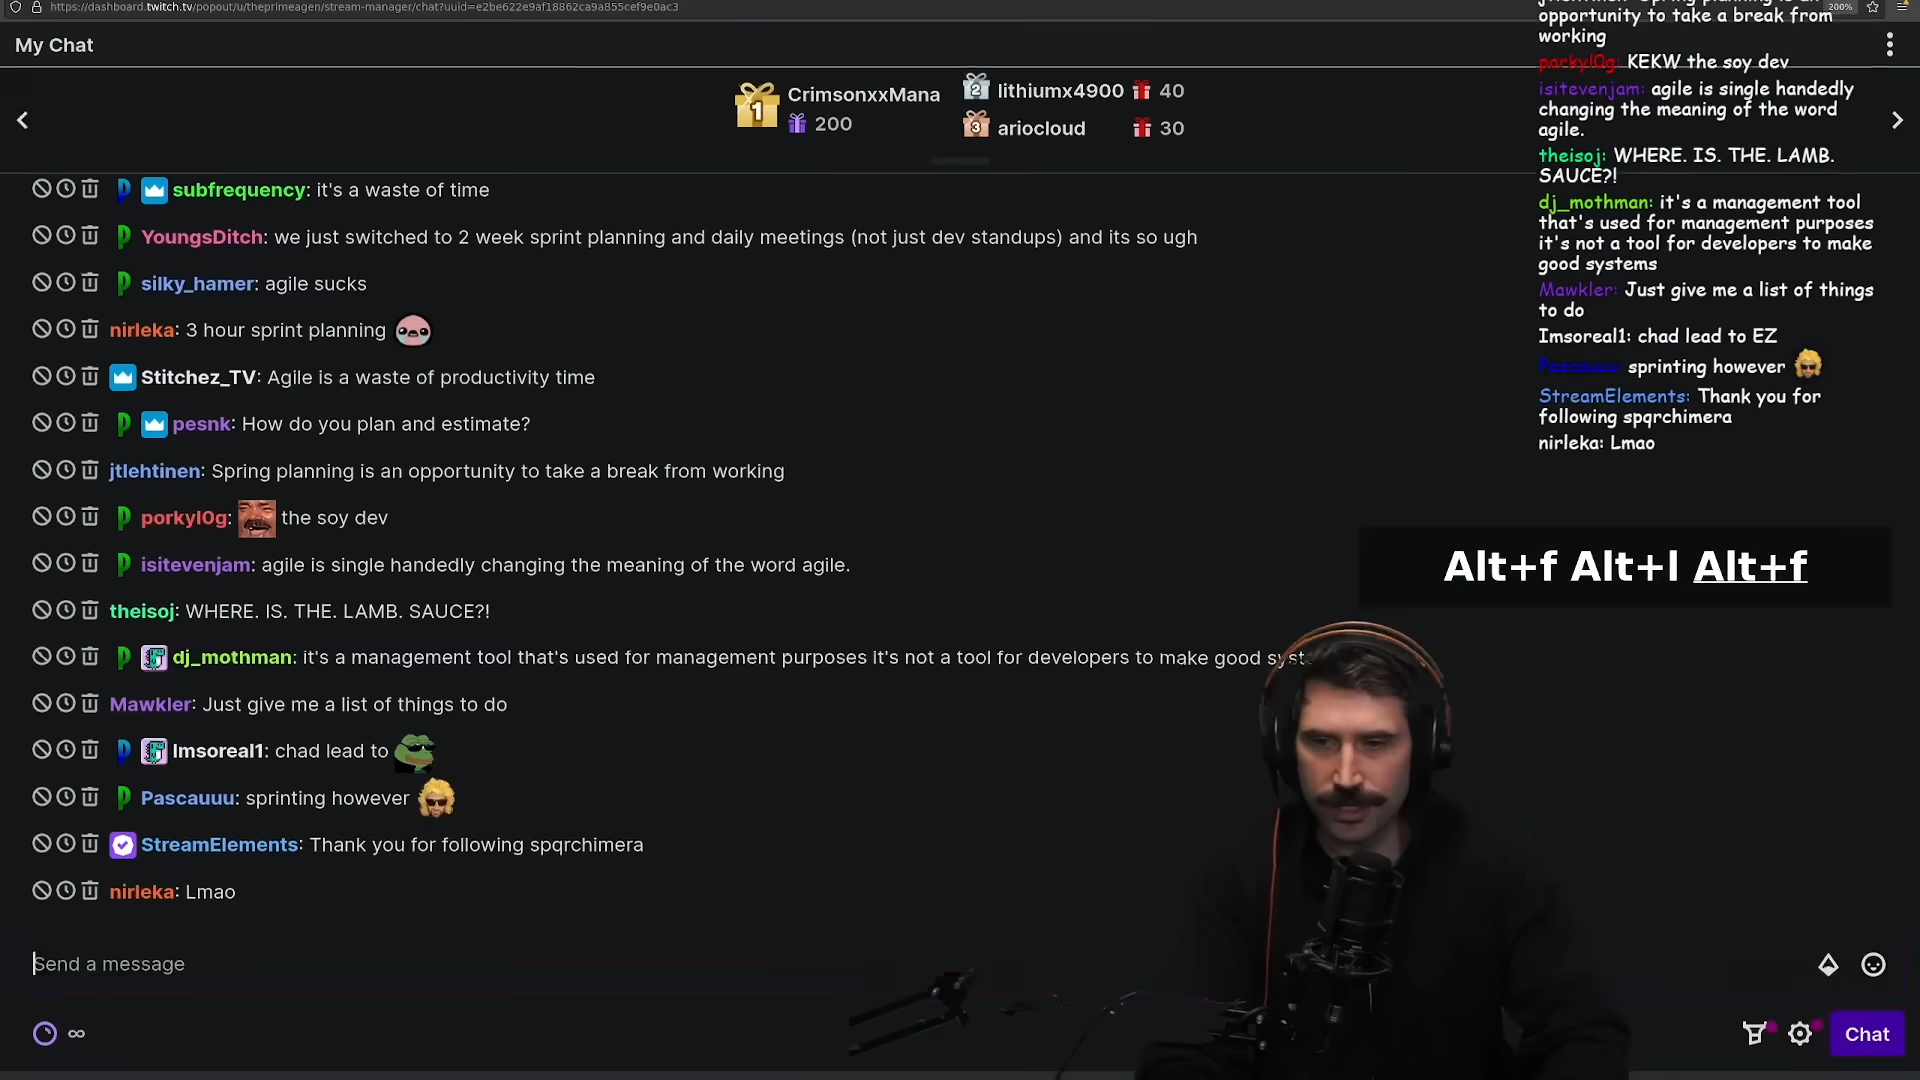 https://dashboard.twitch.tv/popout/u/theprimeagen/stream-manager/chat?uuid=e2be622e9af18862ca9a855cef9e0ac3
200%
My Chat
1 CrimsonxxMana
200
2 lithiumx4900 40
3 ariocloud 30
subfrequency: it's a waste of time
YoungsDitch: we just switched to 2 week sprint planning and daily meetings (not just dev standups) and its so ugh
silky_hamer: agile sucks
nirleka: 3 hour sprint planning
Stitchez_TV: Agile is a waste of productivity time
pesnk: How do you plan and estimate?
jtlehtinen: Spring planning is an opportunity to take a break from working
porkyl0g: the soy dev
isitevenjam: agile is single handedly changing the meaning of the word agile.
theisoj: WHERE. IS. THE. LAMB. SAUCE?!
dj_mothman: it's a management tool that's used for management purposes it's not a tool for developers to make good syst
Mawkler: Just give me a list of things to do
Imsoreal1: chad lead to
Pascauuu: sprinting however
StreamElements: Thank you for following spqrchimera
nirleka: Lmao
Send a message
Chat
opportunity to take a break from
working
porkyl0g: KEKW the soy dev
isitevenjam: agile is single handedly
changing the meaning of the word
agile.
theisoj: WHERE. IS. THE. LAMB.
SAUCE?!
dj_mothman: it's a management tool
that's used for management purposes
it's not a tool for developers to make
good systems
Mawkler: Just give me a list of things
to do
Imsoreal1: chad lead to EZ
Pascauuu: sprinting however
StreamElements: Thank you for
following spqrchimera
nirleka: Lmao
Alt+f Alt+l Alt+f